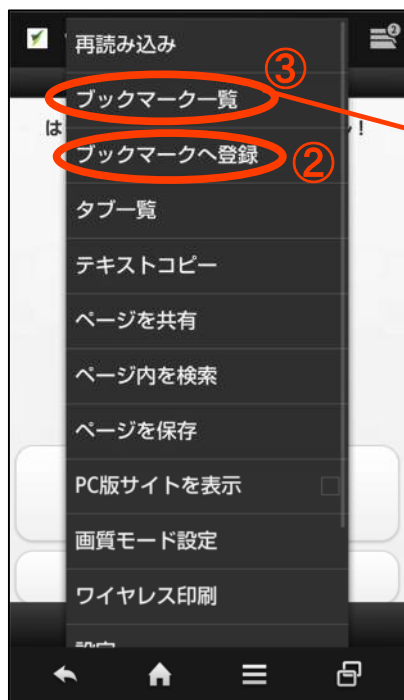 2
再読み込み
③
ブックマーク一覧
は
!
ブックマークへ登録
②
タブ一覧
テキストコピー
ページを共有
ページ内を検索
ページを保存
PC版サイトを表示
画質モード設定
ワイヤレス印刷
設定